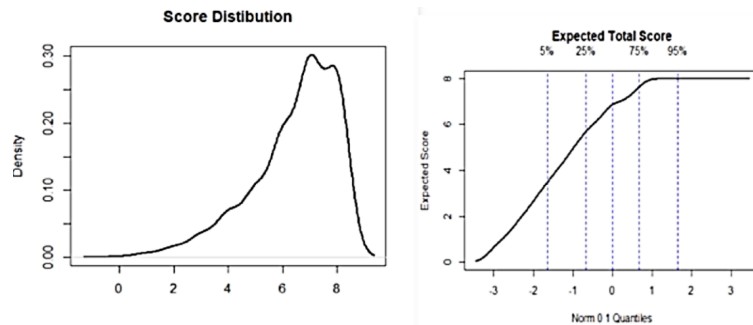 Score Distibution
Density
0.30
0.20
0.10
0.00
0 2 4 6 8
Expected Total Score
5% 25% 75% 95%
Expected Score
8
6
4
2
0
-3 -2 -1 0 1 2 3
Norm 0 1 Quantiles